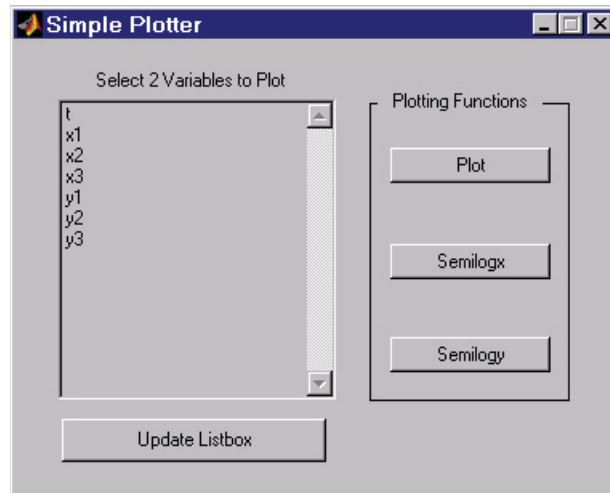 Simple Plotter
Select 2 Variables to Plot
t
x1
x2
x3
y1
y2
y3
Update Listbox
Plotting Functions
Plot
Semilogx
Semilogy